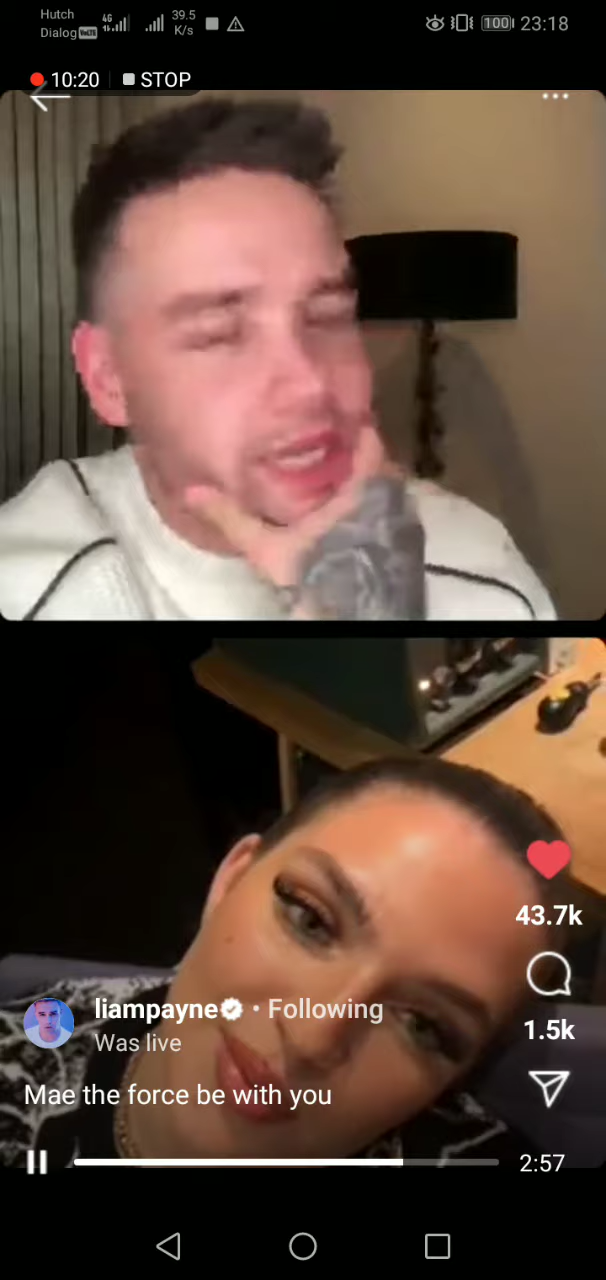 Hutch
Dialog VoLTE
4G
39.5
K/s
100
23:18
10:20
STOP
43.7k
1.5k
liampayne • Following
Was live
Mae the force be with you
2:57